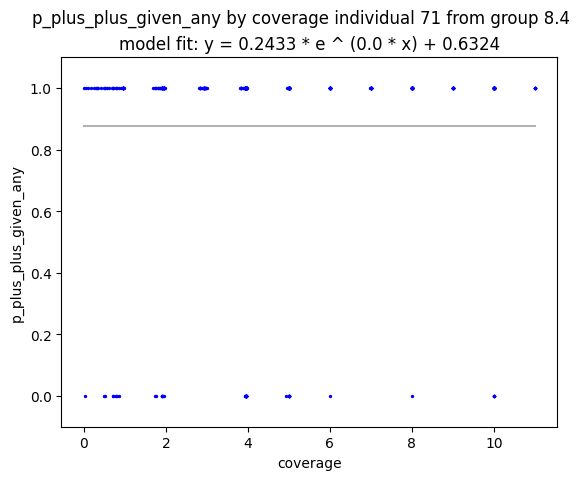 p_plus_plus_given_any by coverage individual 71 from group 8.4
model fit: y = 0.2433 * e ^ (0.0 * x) + 0.6324
1.0
0.8
0.6
0.4
0.2
0.0
p_plus_plus_given_any
0 2 4 6 8 10
coverage